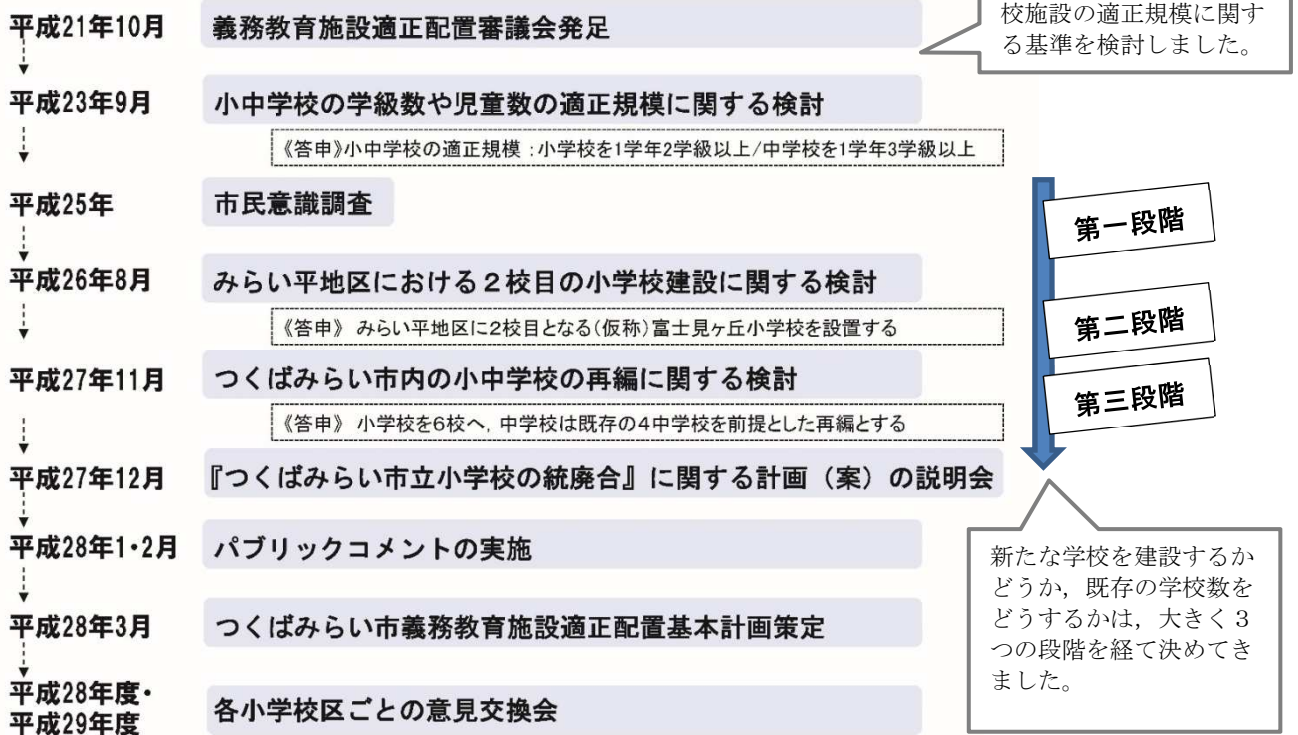 平成21年10月 義務教育施設適正配置審議会発足
校施設の適正規模に関す
る基準を検討しました。
平成23年9月 小中学校の学級数や児童数の適正規模に関する検討
《答申》小中学校の適正規模：小学校を1学年2学級以上/中学校を1学年3学級以上
平成25年 市民意識調査
第一段階
平成26年8月 みらい平地区における２校目の小学校建設に関する検討
《答申》 みらい平地区に2校目となる(仮称)富士見ヶ丘小学校を設置する
第二段階
平成27年11月 つくばみらい市内の小中学校の再編に関する検討
《答申》 小学校を6校へ, 中学校は既存の4中学校を前提とした再編とする
第三段階
平成27年12月 『つくばみらい市立小学校の統廃合』に関する計画（案）の説明会
平成28年1・2月 パブリックコメントの実施
平成28年3月 つくばみらい市義務教育施設適正配置基本計画策定
平成28年度・
平成29年度 各小学校区ごとの意見交換会
新たな学校を建設するか
どうか，既存の学校数を
どうするかは，大きく３
つの段階を経て決めてき
ました。